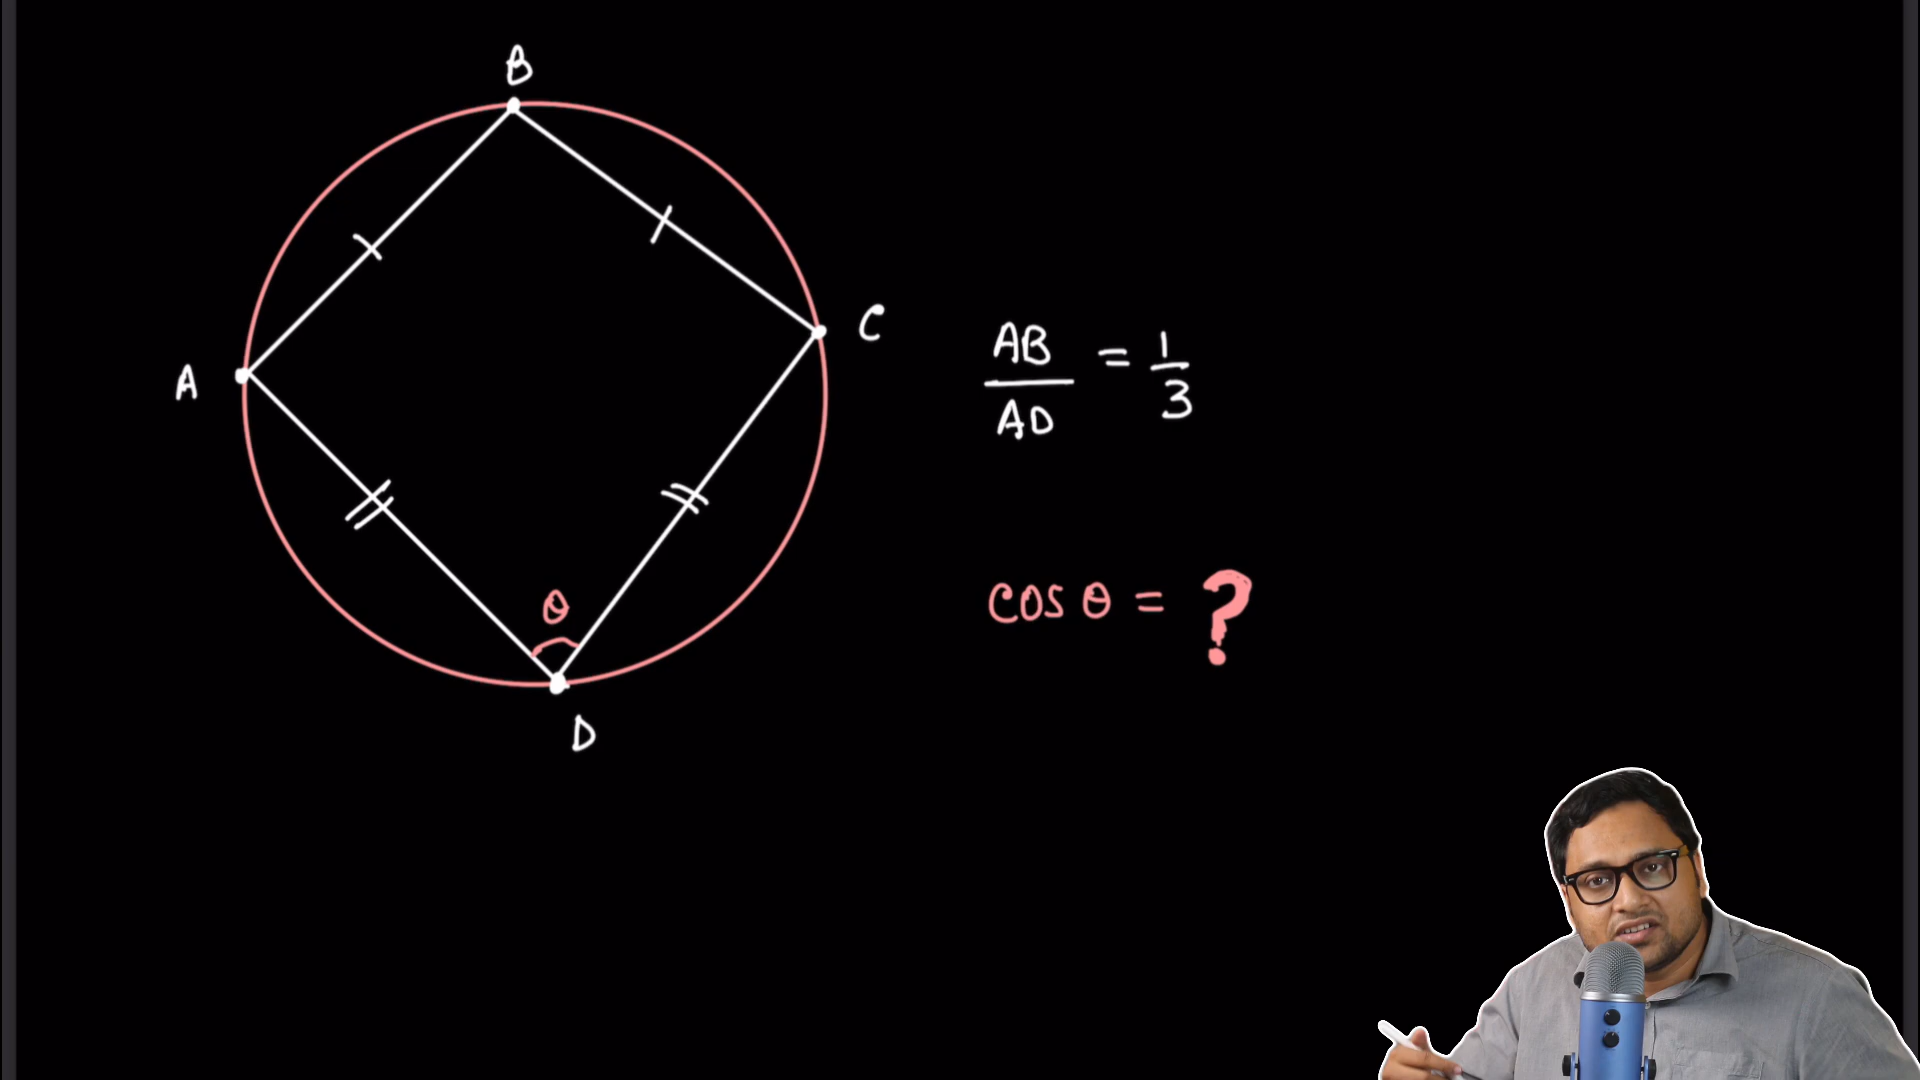 B
C
A
AB
AD
= 1
3
θ
cos θ = ?
D